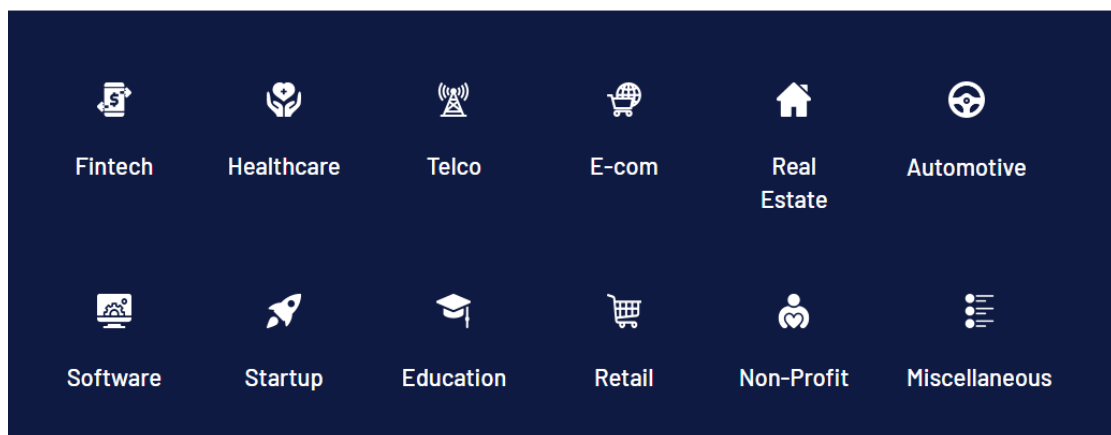 Fintech
Healthcare
Telco
E-com
Real
Estate
Automotive
Software
Startup
Education
Retail
Non-Profit
Miscellaneous